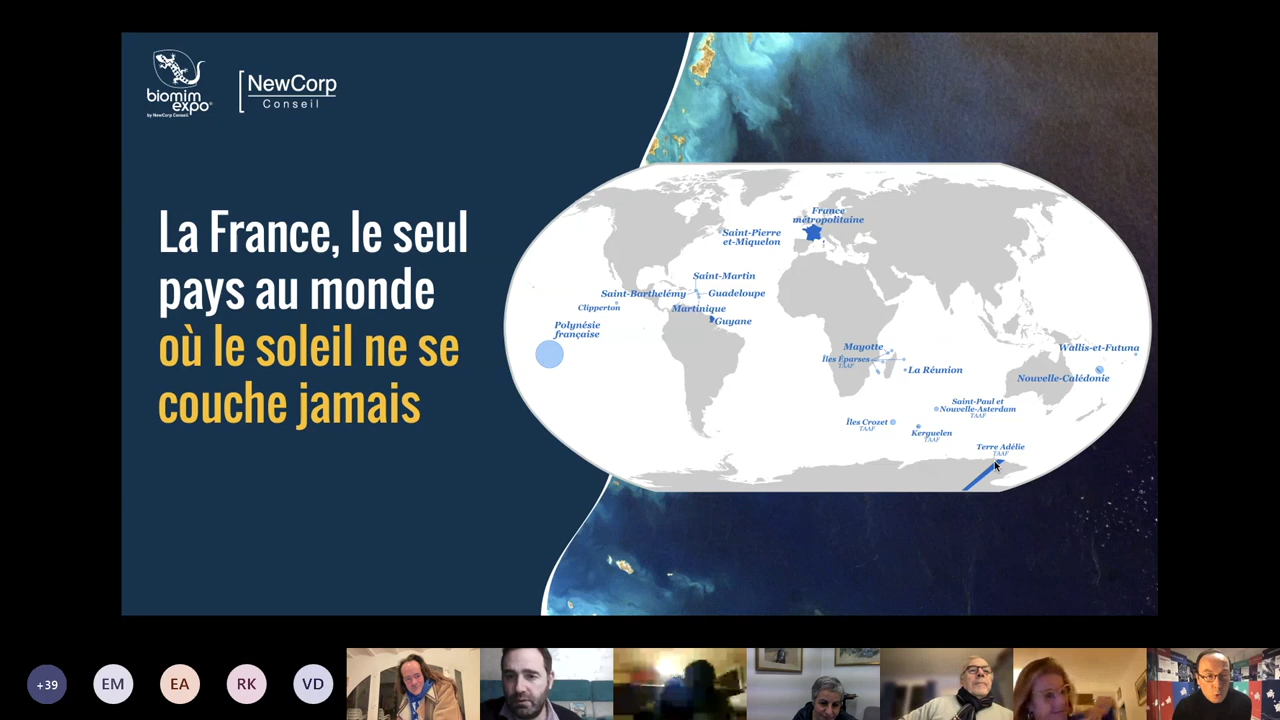 biomim
expo®
by NewCorp Conseil
NewCorp
Conseil
La France, le seul
pays au monde
où le soleil ne se
couche jamais
France
métropolitaine
Saint-Pierre
et-Miquelon
Saint-Martin
Saint-Barthelémy
Guadeloupe
Clipperton
Martinique
Guyane
Polynésie
française
Mayotte
Îles Éparses
TAAF
La Réunion
Wallis-et-Futuna
Nouvelle-Calédonie
Saint-Paul et
Nouvelle-Asterdam
TAAF
Îles Crozet
TAAF
Kerguelen
TAAF
Terre Adélie
TAAF
+39
EM
EA
RK
VD